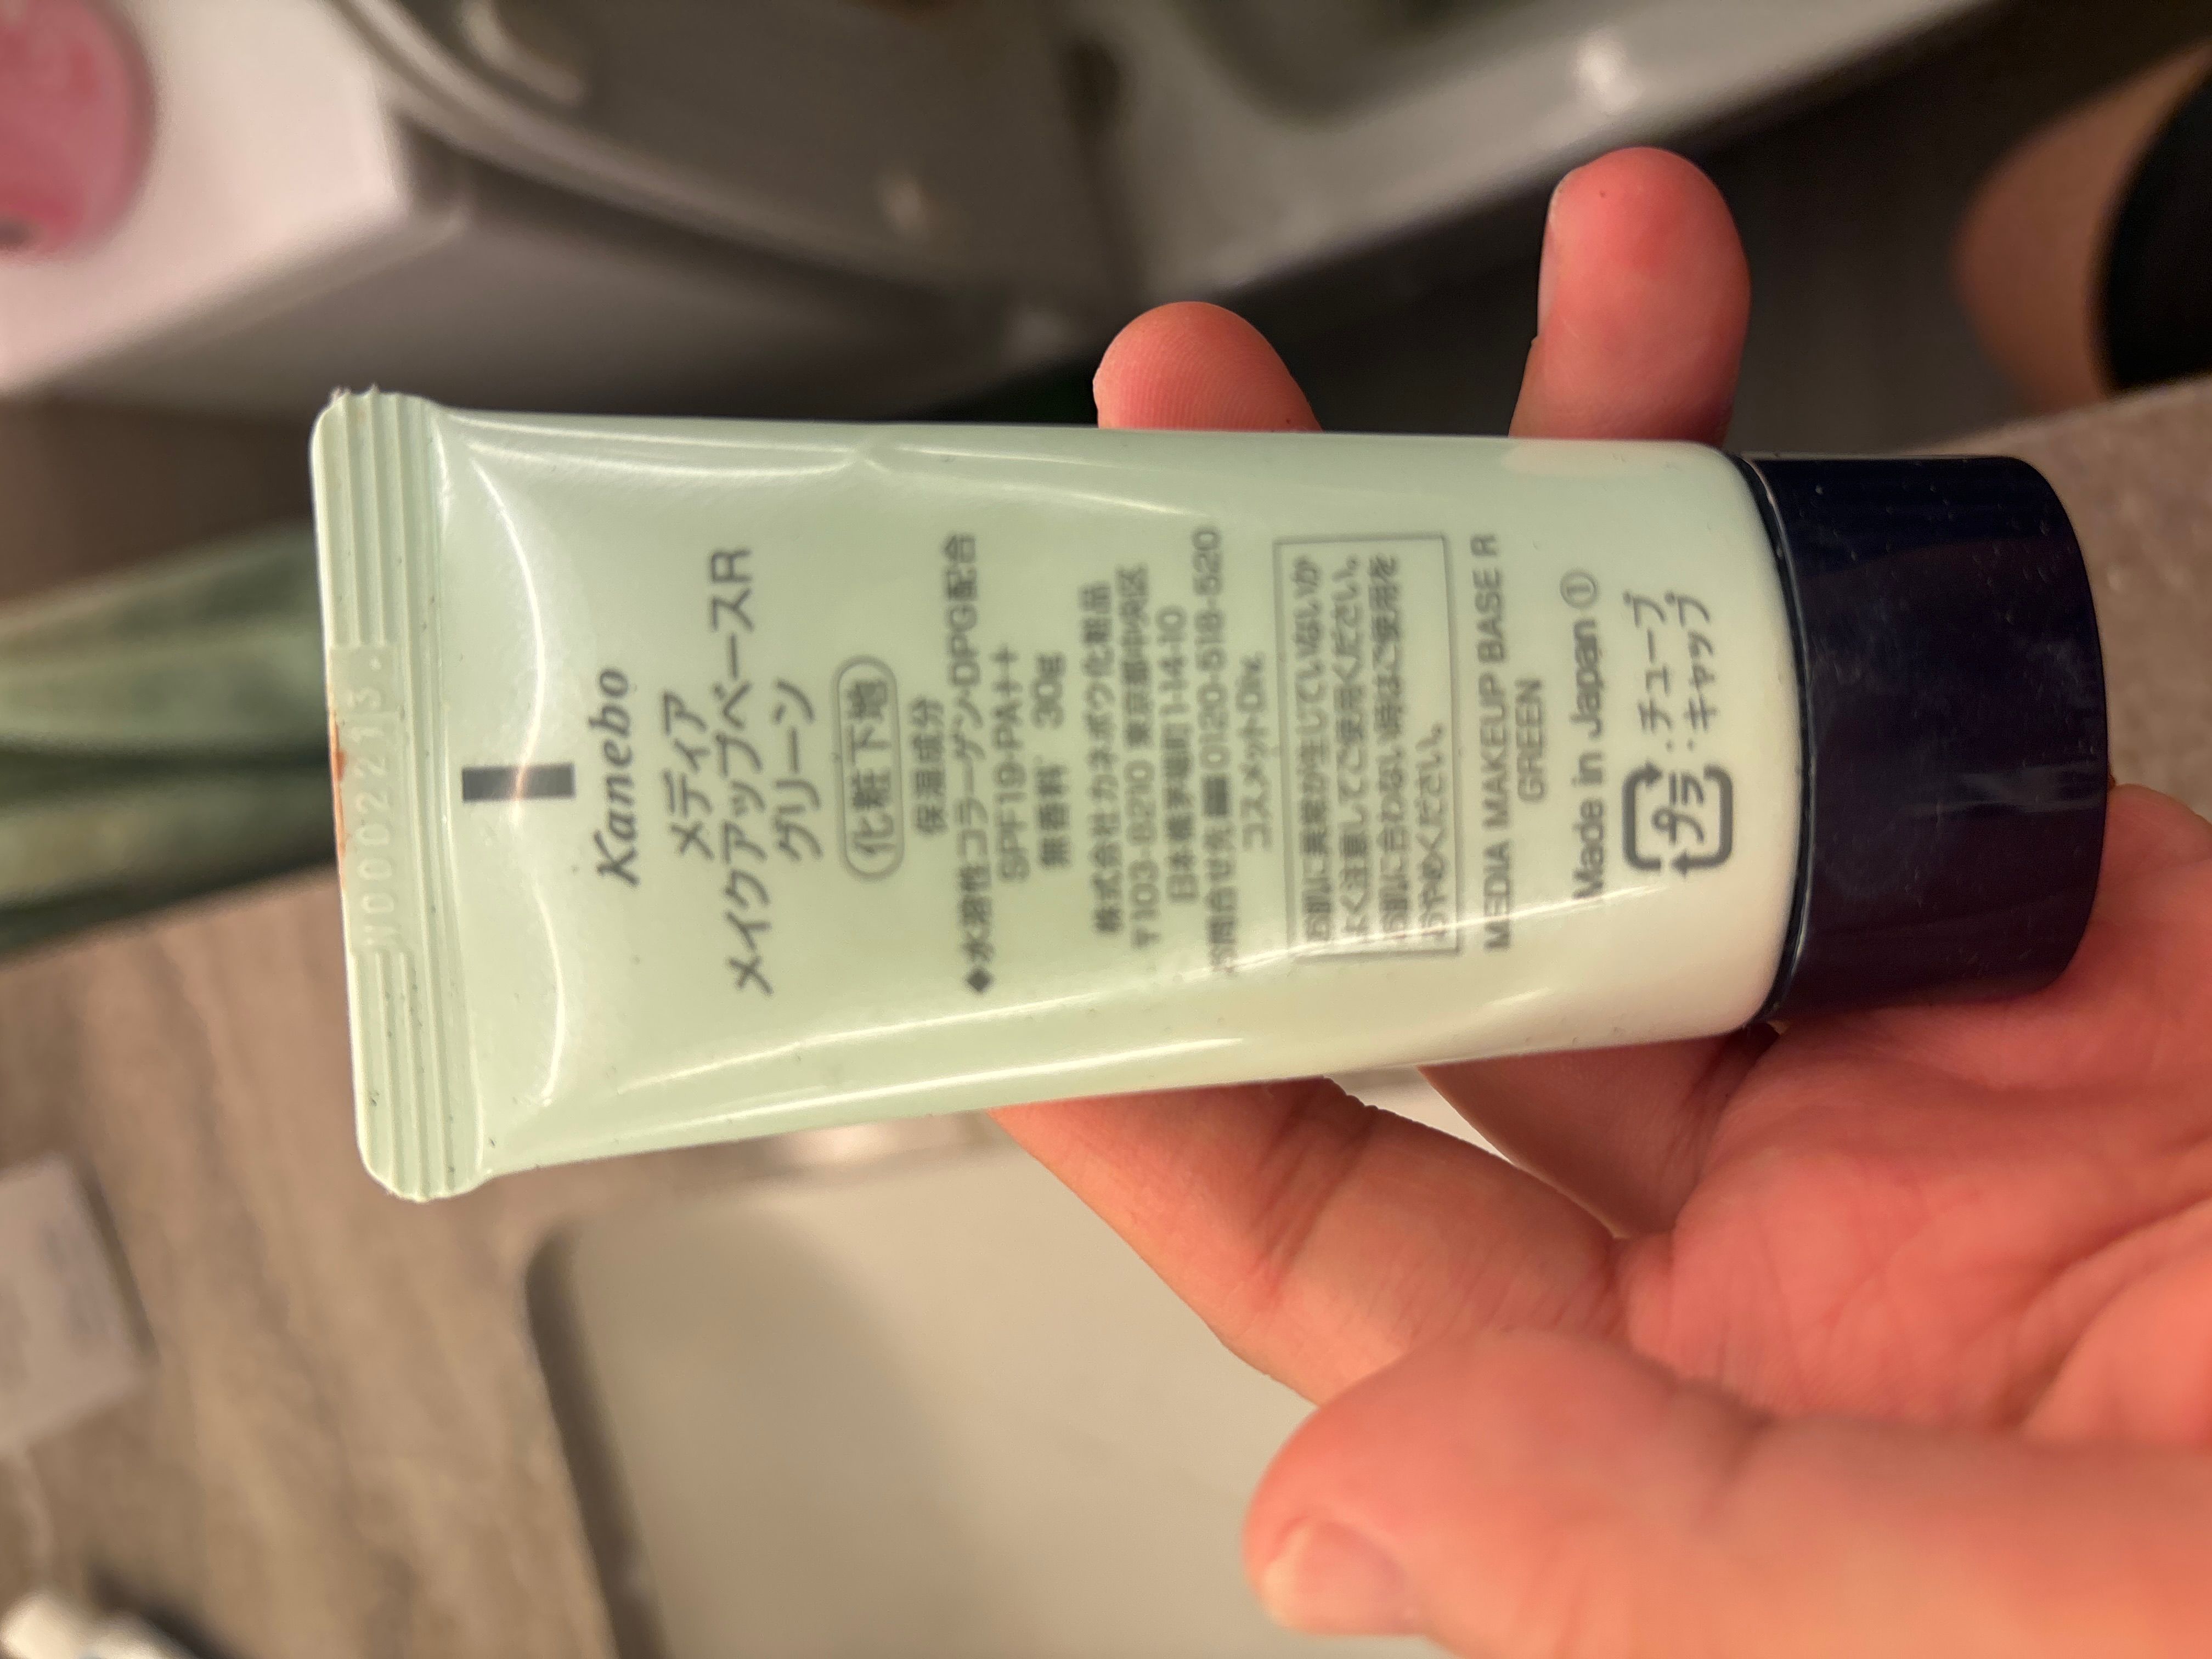 Kanebo
メディア
メイクアップベースR
グリーン
化粧下地
保湿成分
◆水溶性コラーゲン・DPG配合
SPF19・PA++
無香料 30g
株式会社カネボウ化粧品
〒103-8210 東京都中央区
日本橋茅場町1-14-10
お問合せ先 0120-518-520
コスメットDiv.
お肌に異常が生じていないか
よく注意してご使用ください。
お肌に合わない時はご使用を
おやめください。
MEDIA MAKEUP BASE R
GREEN
Made in Japan ①
プラ
:チューブ
:キャップ